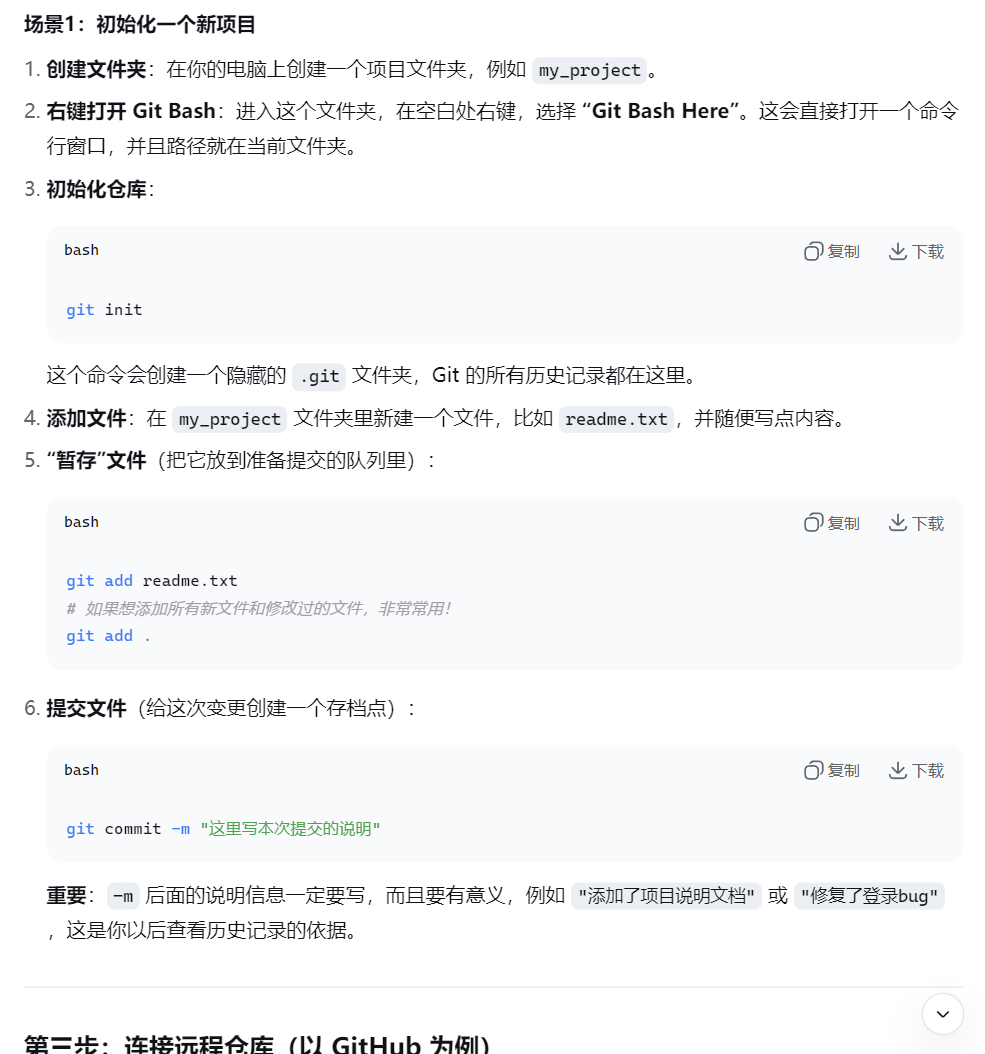 场景1：初始化一个新项目
1. 创建文件夹：在你的电脑上创建一个项目文件夹，例如 my_project。
2. 右键打开 Git Bash：进入这个文件夹，在空白处右键，选择 “Git Bash Here”。这会直接打开一个命令
行窗口，并且路径就在当前文件夹。
3. 初始化仓库：
bash 复制 下载
git init
这个命令会创建一个隐藏的 .git 文件夹，Git 的所有历史记录都在这里。
4. 添加文件：在 my_project 文件夹里新建一个文件，比如 readme.txt，并随便写点内容。
5. “暂存”文件（把它放到准备提交的队列里）：
bash 复制 下载
git add readme.txt
# 如果想添加所有新文件和修改过的文件，非常常用！
git add .
6. 提交文件（给这次变更创建一个存档点）：
bash 复制 下载
git commit -m "这里写本次提交的说明"
重要：-m 后面的说明信息一定要写，而且要有意义，例如 "添加了项目说明文档" 或 "修复了登录bug"
，这是你以后查看历史记录的依据。
第三步：连接远程仓库（以 GitHub 为例）